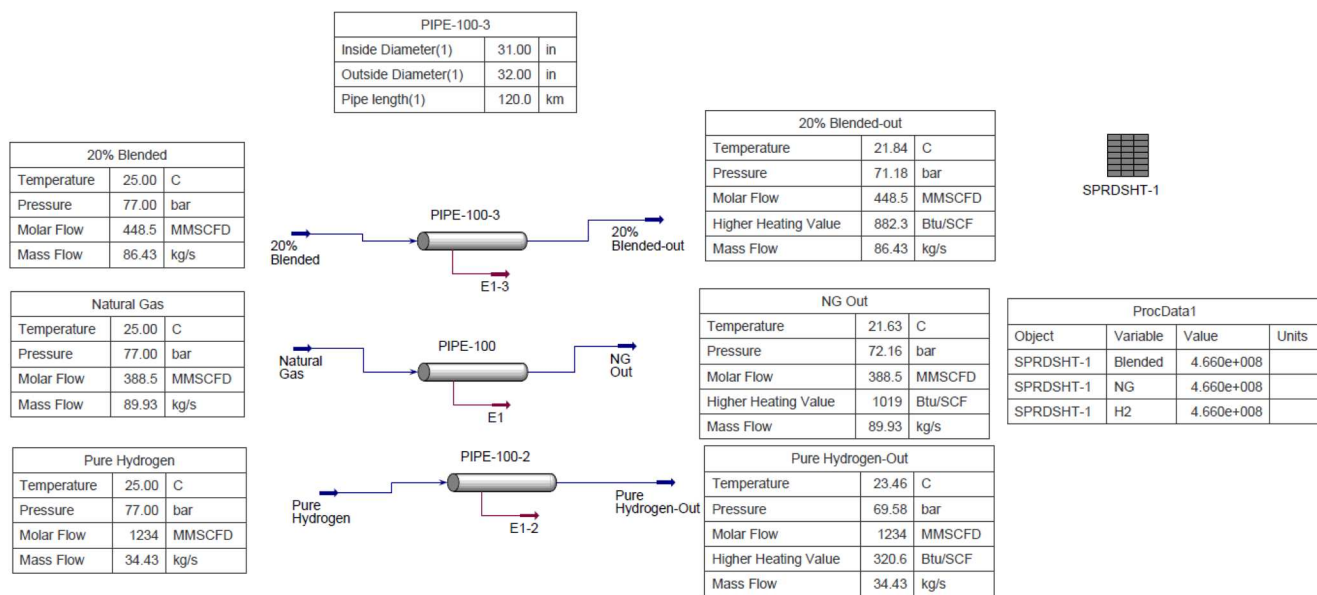 PIPE-100-3
Inside Diameter(1) 31.00 in
Outside Diameter(1) 32.00 in
Pipe length(1) 120.0 km
20% Blended
Temperature 25.00 C
Pressure 77.00 bar
Molar Flow 448.5 MMSCFD
Mass Flow 86.43 kg/s
20%
Blended
PIPE-100-3
E1-3
20%
Blended-out
20% Blended-out
Temperature 21.84 C
Pressure 71.18 bar
Molar Flow 448.5 MMSCFD
Higher Heating Value 882.3 Btu/SCF
Mass Flow 86.43 kg/s
SPRDSHT-1
Natural Gas
Temperature 25.00 C
Pressure 77.00 bar
Molar Flow 388.5 MMSCFD
Mass Flow 89.93 kg/s
Natural
Gas
PIPE-100
E1
NG
Out
NG Out
Temperature 21.63 C
Pressure 72.16 bar
Molar Flow 388.5 MMSCFD
Higher Heating Value 1019 Btu/SCF
Mass Flow 89.93 kg/s
ProcData1
Object Variable Value Units
SPRDSHT-1 Blended 4.660e+008
SPRDSHT-1 NG 4.660e+008
SPRDSHT-1 H2 4.660e+008
Pure Hydrogen
Temperature 25.00 C
Pressure 77.00 bar
Molar Flow 1234 MMSCFD
Mass Flow 34.43 kg/s
Pure
Hydrogen
PIPE-100-2
E1-2
Pure
Hydrogen-Out
Pure Hydrogen-Out
Temperature 23.46 C
Pressure 69.58 bar
Molar Flow 1234 MMSCFD
Higher Heating Value 320.6 Btu/SCF
Mass Flow 34.43 kg/s